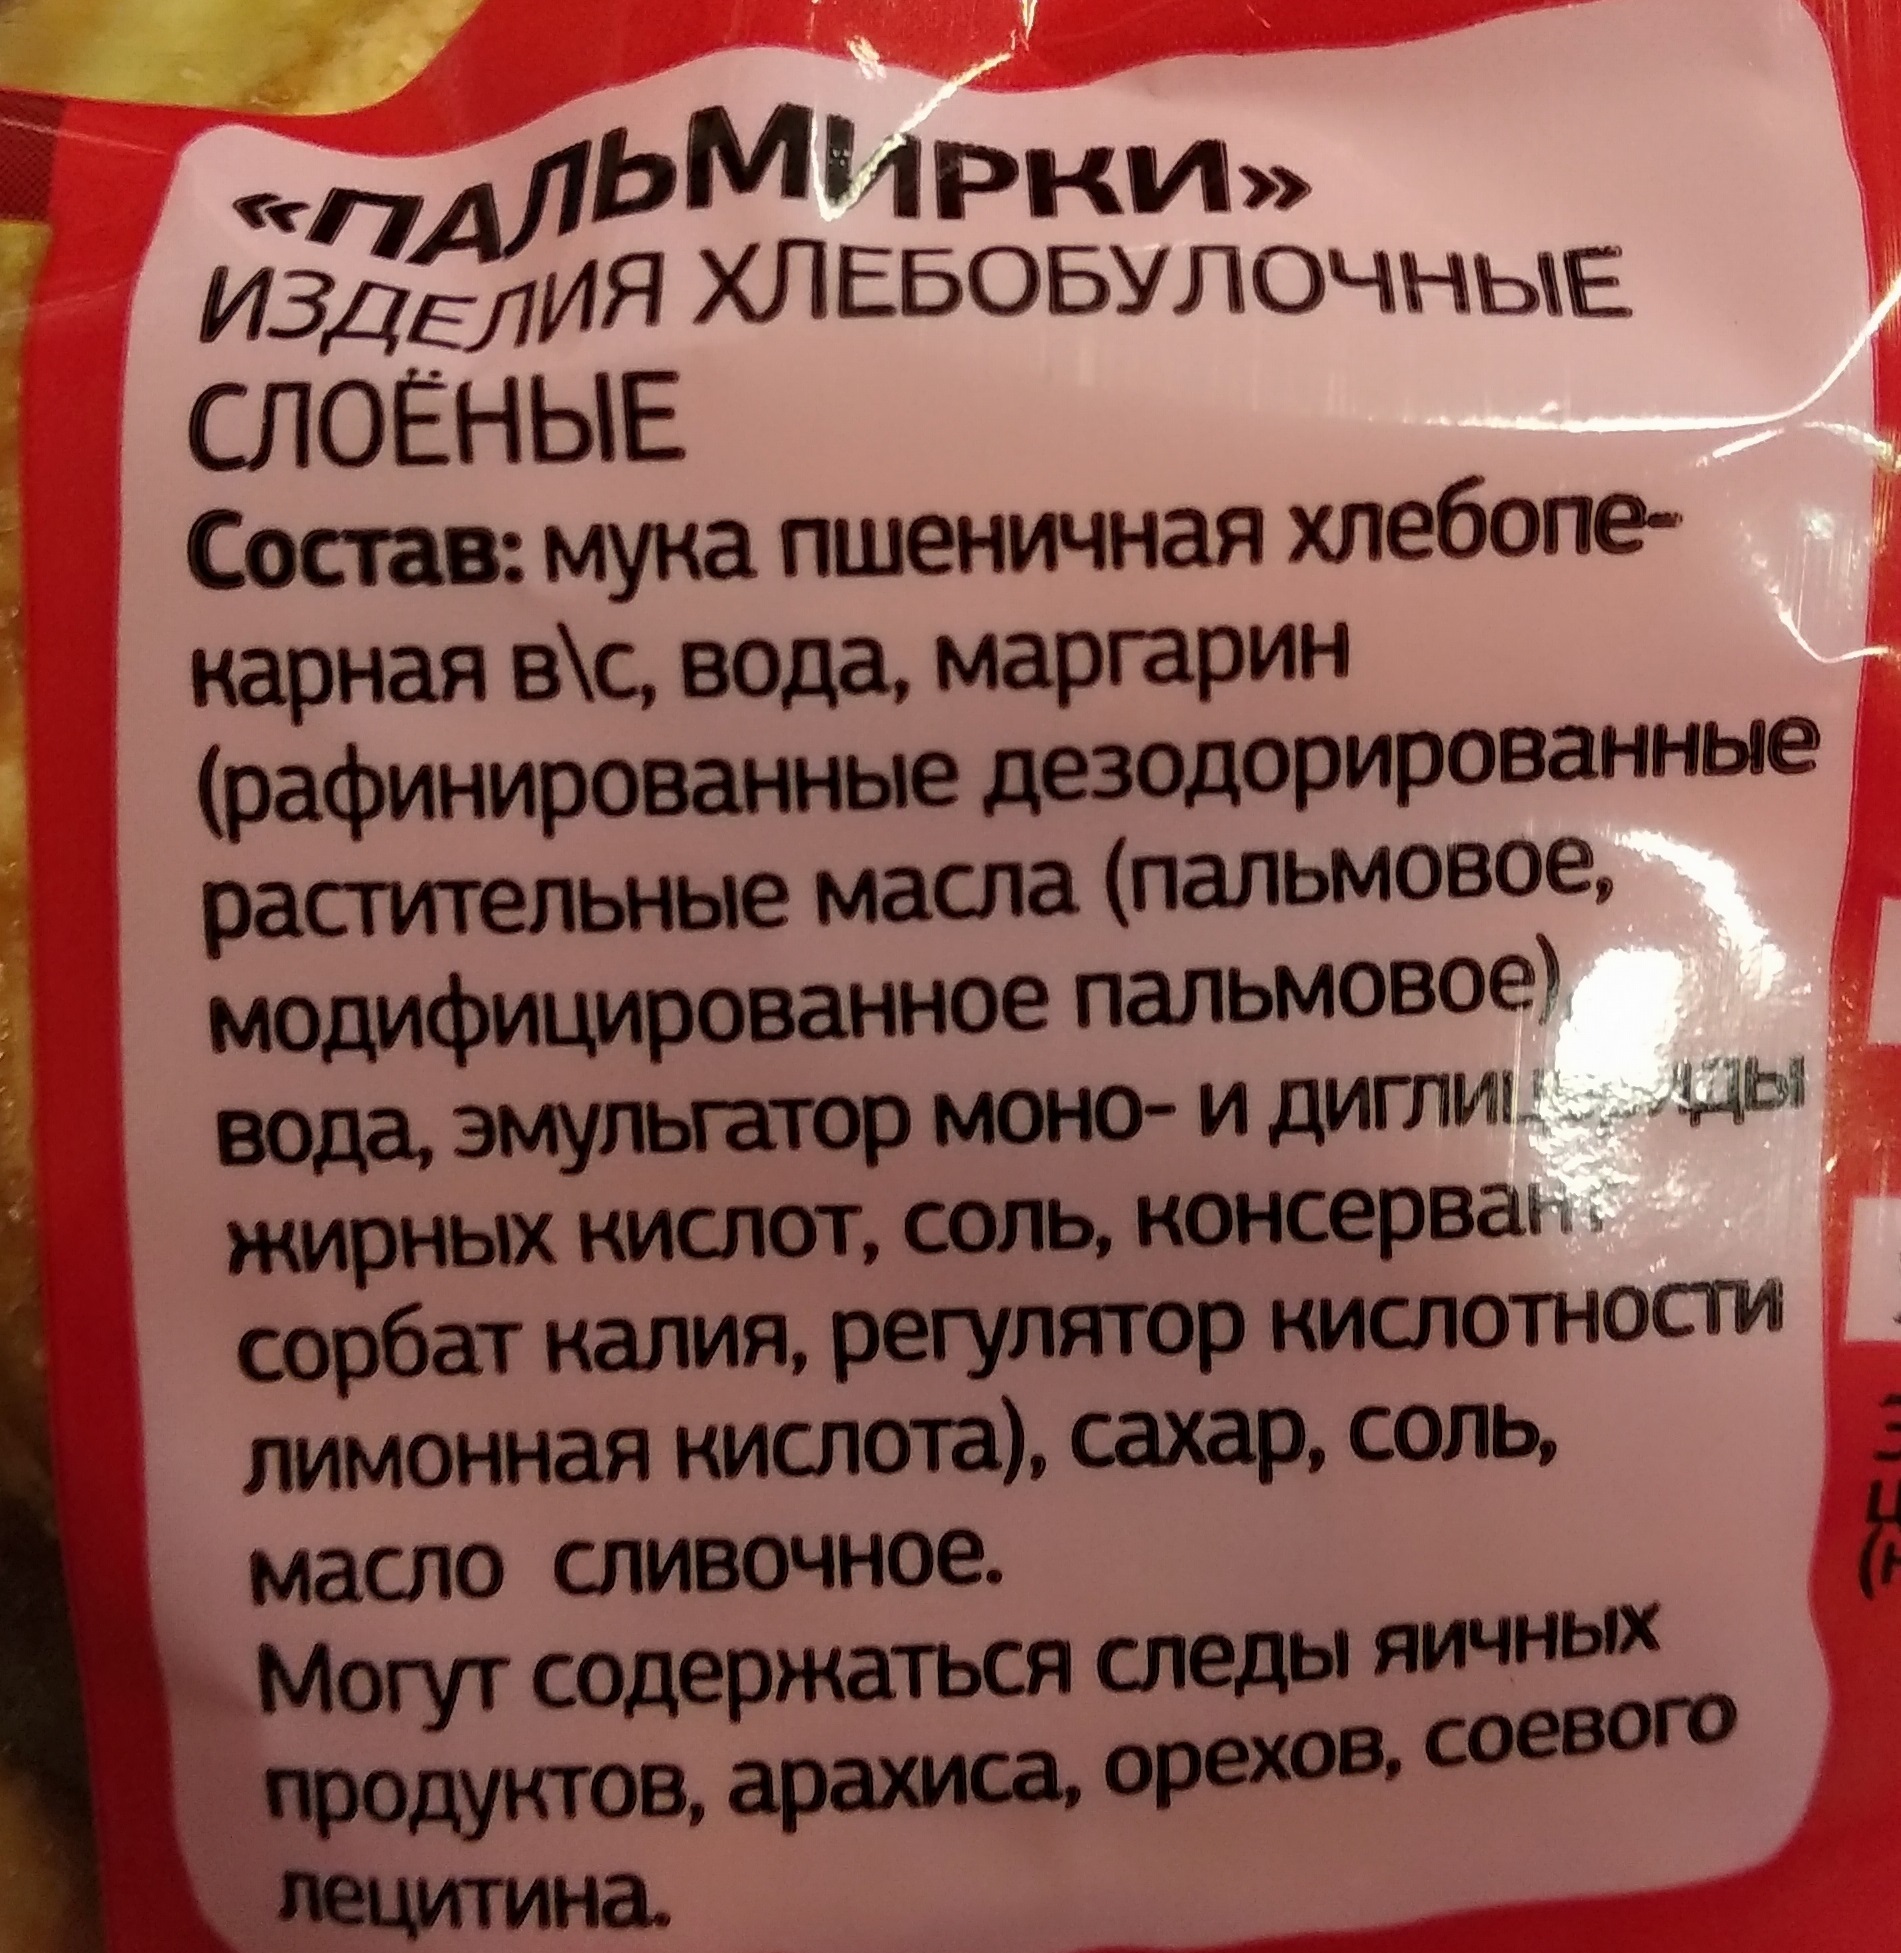 «ПАЛЬМИРКИ»
ИЗДЕЛИЯ ХЛЕБОБУЛОЧНЫЕ
СЛОЁНЫЕ
Состав: мука пшеничная хлебопе-
карная в\с, вода, маргарин
(рафинированные дезодорированные
растительные масла (пальмовое,
модифицированное пальмовое)
вода, эмульгатор моно- и
жирных кислот, соль, консервант
сорбат калия, регулятор кислотности
лимонная кислота), сахар, соль,
масло сливочное.
Могут содержаться следы яичных
продуктов, арахиса, орехов, соевого
лецитина.